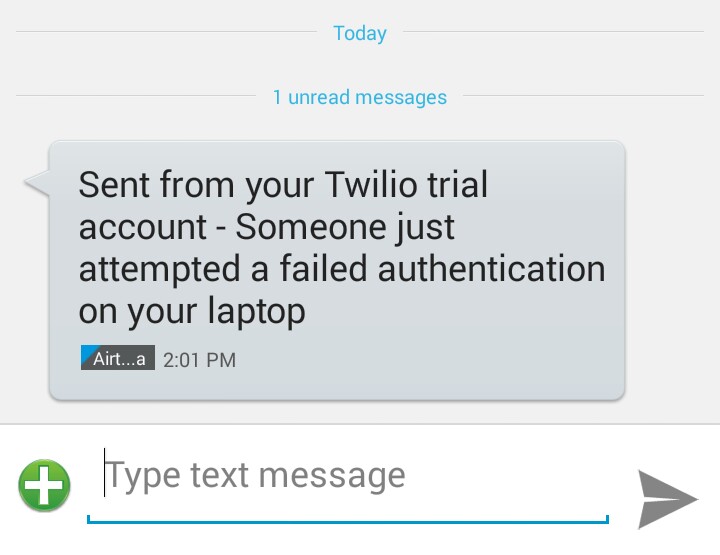 Today
1 unread messages
Sent from your Twilio trial
account - Someone just
attempted a failed authentication
on your laptop
Airt...a 2:01 PM
Type text message